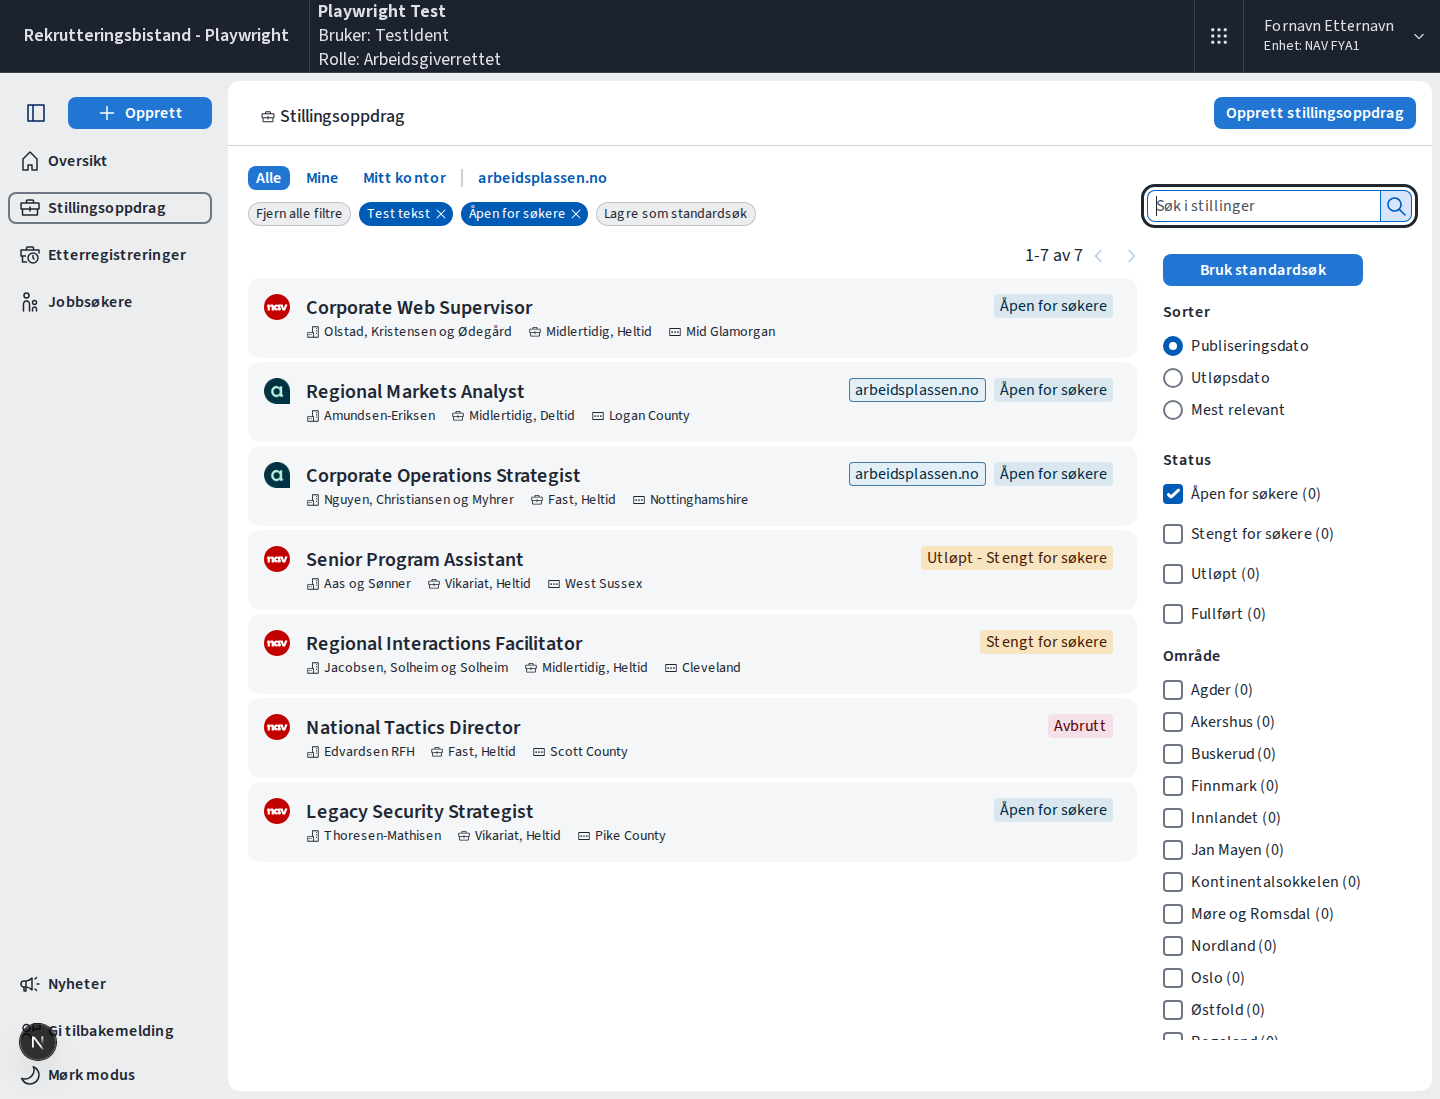 Rekrutteringsbistand - Playwright
Playwright Test
Bruker: TestIdent
Rolle: Arbeidsgiverrettet
Fornavn Etternavn
Enhet: NAV FYA1
Opprett
Oversikt
Stillingsoppdrag
Etterregistreringer
Jobbsøkere
Nyheter
Gi tilbakemelding
N
Mørk modus
Stillingsoppdrag
Opprett stillingsoppdrag
Alle Mine Mitt kontor arbeidsplassen.no
Fjern alle filtre Test tekst Åpen for søkere Lagre som standardsøk
1-7 av 7
nav
Corporate Web Supervisor Åpen for søkere
Olstad, Kristensen og Ødegård Midlertidig, Heltid Mid Glamorgan
a
Regional Markets Analyst arbeidsplassen.no Åpen for søkere
Amundsen-Eriksen Midlertidig, Deltid Logan County
a
Corporate Operations Strategist arbeidsplassen.no Åpen for søkere
Nguyen, Christiansen og Myhrer Fast, Heltid Nottinghamshire
nav
Senior Program Assistant Utløpt - Stengt for søkere
Aas og Sønner Vikariat, Heltid West Sussex
nav
Regional Interactions Facilitator Stengt for søkere
Jacobsen, Solheim og Solheim Midlertidig, Heltid Cleveland
nav
National Tactics Director Avbrutt
Edvardsen RFH Fast, Heltid Scott County
nav
Legacy Security Strategist Åpen for søkere
Thoresen-Mathisen Vikariat, Heltid Pike County
Søk i stillinger
Bruk standardsøk
Sorter
Publiseringsdato
Utløpsdato
Mest relevant
Status
Åpen for søkere (0)
Stengt for søkere (0)
Utløpt (0)
Fullført (0)
Område
Agder (0)
Akershus (0)
Buskerud (0)
Finnmark (0)
Innlandet (0)
Jan Mayen (0)
Kontinentalsokkelen (0)
Møre og Romsdal (0)
Nordland (0)
Oslo (0)
Østfold (0)
Rogaland (0)